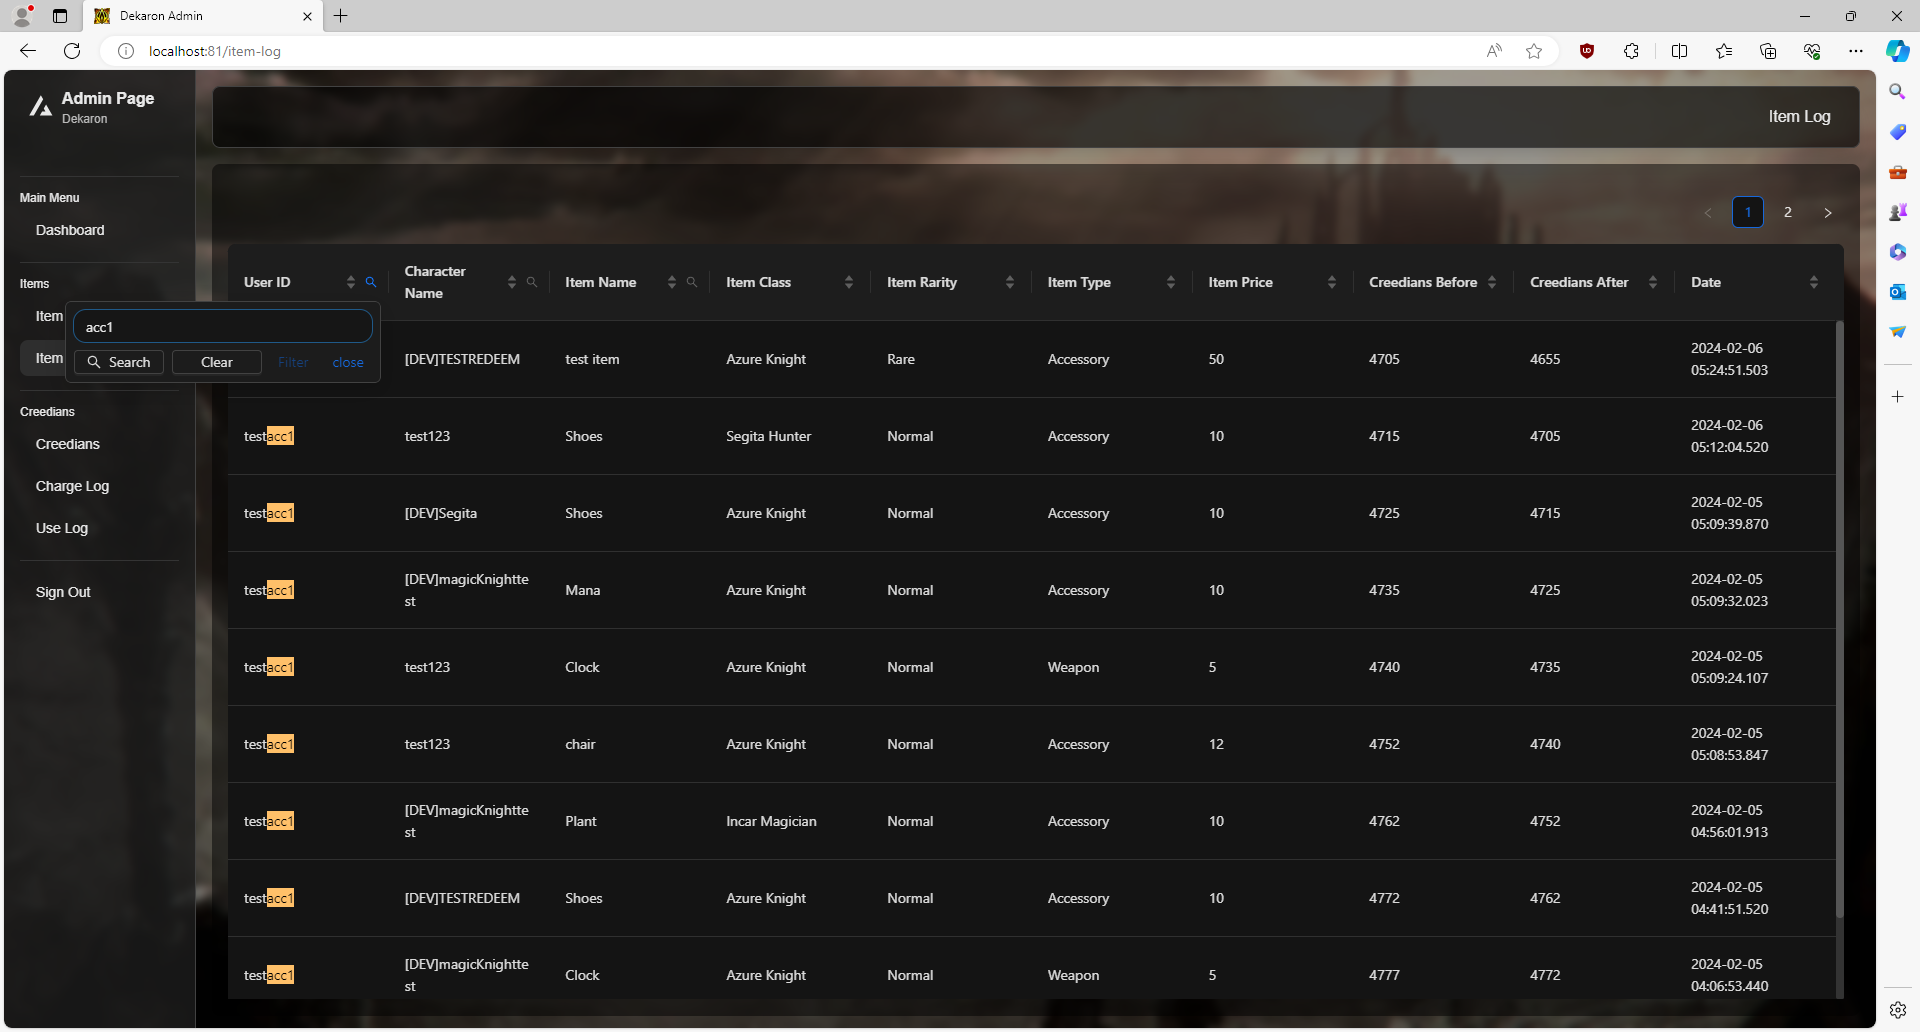 Dekaron Admin
localhost:81/item-log
Admin Page
Dekaron
Item Log
Main Menu
Dashboard
Items
Item
Item
Creedians
Creedians
Charge Log
Use Log
Sign Out
1 2
User ID Character Name Item Name Item Class Item Rarity Item Type Item Price Creedians Before Creedians After Date
acc1
Search Clear Filter close
[DEV]TESTREDEEM test item Azure Knight Rare Accessory 50 4705 4655 2024-02-06 05:24:51.503
testacc1 test123 Shoes Segita Hunter Normal Accessory 10 4715 4705 2024-02-06 05:12:04.520
testacc1 [DEV]Segita Shoes Azure Knight Normal Accessory 10 4725 4715 2024-02-05 05:09:39.870
testacc1 [DEV]magicKnighttest Mana Azure Knight Normal Accessory 10 4735 4725 2024-02-05 05:09:32.023
testacc1 test123 Clock Azure Knight Normal Weapon 5 4740 4735 2024-02-05 05:09:24.107
testacc1 test123 chair Azure Knight Normal Accessory 12 4752 4740 2024-02-05 05:08:53.847
testacc1 [DEV]magicKnighttest Plant Incar Magician Normal Accessory 10 4762 4752 2024-02-05 04:56:01.913
testacc1 [DEV]TESTREDEEM Shoes Azure Knight Normal Accessory 10 4772 4762 2024-02-05 04:41:51.520
testacc1 [DEV]magicKnighttest Clock Azure Knight Normal Weapon 5 4777 4772 2024-02-05 04:06:53.440